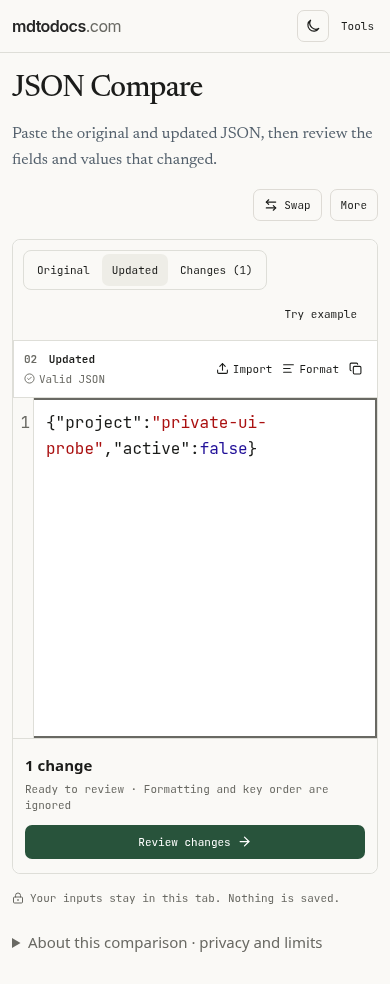 mdtodocs.com
Tools
JSON Compare
Paste the original and updated JSON, then review the
fields and values that changed.
Swap
More
Original
Updated
Changes (1)
Try example
02 Updated
Valid JSON
Import
Format
1
{"project":"private-ui-
probe","active":false}
1 change
Ready to review · Formatting and key order are
ignored
Review changes
Your inputs stay in this tab. Nothing is saved.
About this comparison · privacy and limits